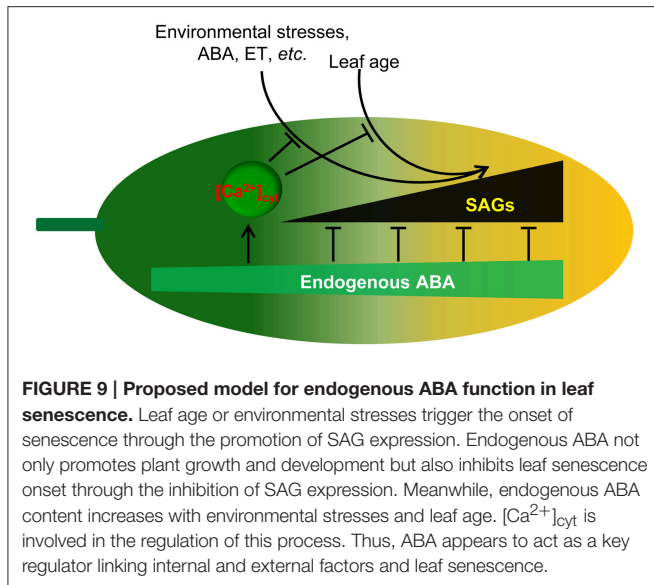 Environmental stresses,
ABA, ET, etc.
Leaf age
[Ca²⁺]cyt
SAGs
Endogenous ABA
FIGURE 9 | Proposed model for endogenous ABA function in leaf
senescence. Leaf age or environmental stresses trigger the onset of
senescence through the promotion of SAG expression. Endogenous ABA not
only promotes plant growth and development but also inhibits leaf senescence
onset through the inhibition of SAG expression. Meanwhile, endogenous ABA
content increases with environmental stresses and leaf age. [Ca²⁺]cyt is
involved in the regulation of this process. Thus, ABA appears to act as a key
regulator linking internal and external factors and leaf senescence.